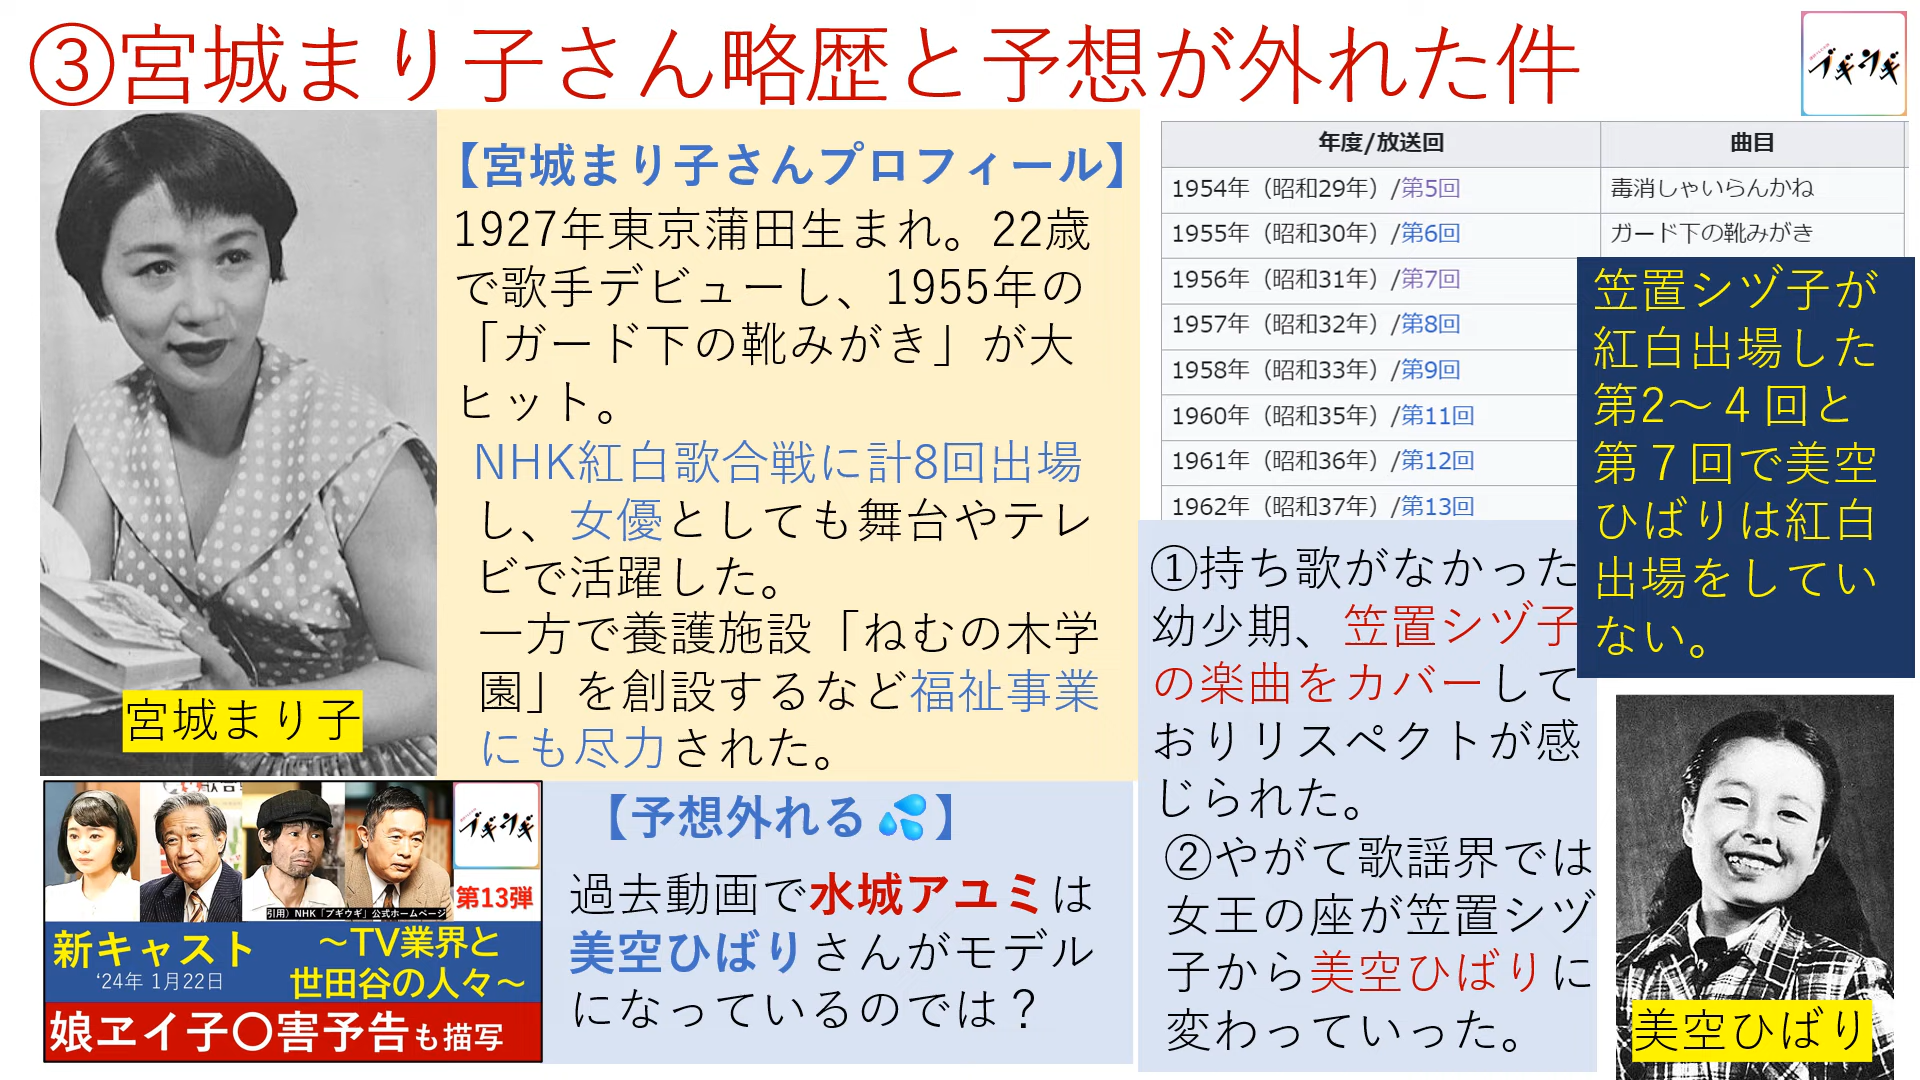 ③宮城まり子さん略歴と予想が外れた件
ブギウギ
【宮城まり子さんプロフィール】
1927年東京蒲田生まれ。22歳
で歌手デビューし、1955年の
「ガード下の靴みがき」が大
ヒット。
NHK紅白歌合戦に計8回出場
し、女優としても舞台やテレ
ビで活躍した。
一方で養護施設「ねむの木学
園」を創設するなど福祉事業
にも尽力された。
宮城まり子
年度/放送回 曲目
1954年（昭和29年）/第5回 毒消しゃいらんかね
1955年（昭和30年）/第6回 ガード下の靴みがき
1956年（昭和31年）/第7回
1957年（昭和32年）/第8回
1958年（昭和33年）/第9回
1960年（昭和35年）/第11回
1961年（昭和36年）/第12回
1962年（昭和37年）/第13回
笠置シヅ子が
紅白出場した
第2～４回と
第７回で美空
ひばりは紅白
出場をしてい
ない。
ブギウギ
引用）NHK「ブギウギ」公式ホームページ
第13弾
新キャスト
‘24年 1月22日
～TV業界と
世田谷の人々～
娘ヱイ子〇害予告も描写
【予想外れる💦】
過去動画で水城アユミは
美空ひばりさんがモデル
になっているのでは？
①持ち歌がなかった
幼少期、笠置シヅ子
の楽曲をカバーして
おりリスペクトが感
じられた。
②やがて歌謡界では
女王の座が笠置シヅ
子から美空ひばりに
変わっていった。
美空ひばり